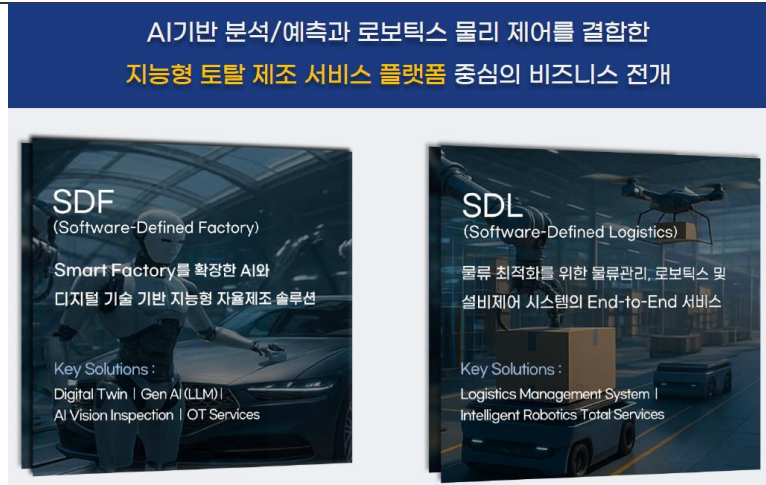 AI기반 분석/예측과 로보틱스 물리 제어를 결합한
지능형 토탈 제조 서비스 플랫폼 중심의 비즈니스 전개
SDF
(Software-Defined Factory)
Smart Factory를 확장한 AI와
디지털 기술 기반 지능형 자율제조 솔루션
Key Solutions :
Digital Twin | Gen AI (LLM) |
AI Vision Inspection | OT Services
SDL
(Software-Defined Logistics)
물류 최적화를 위한 물류관리, 로보틱스 및
설비제어 시스템의 End-to-End 서비스
Key Solutions :
Logistics Management System |
Intelligent Robotics Total Services